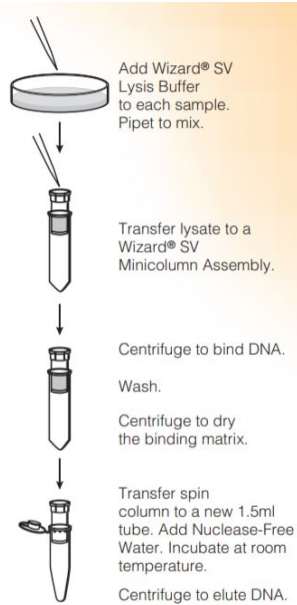 Add Wizard® SV
Lysis Buffer
to each sample.
Pipet to mix.
Transfer lysate to a
Wizard® SV
Minicolumn Assembly.
Centrifuge to bind DNA.
Wash.
Centrifuge to dry
the binding matrix.
Transfer spin
column to a new 1.5ml
tube. Add Nuclease-Free
Water. Incubate at room
temperature.
Centrifuge to elute DNA.